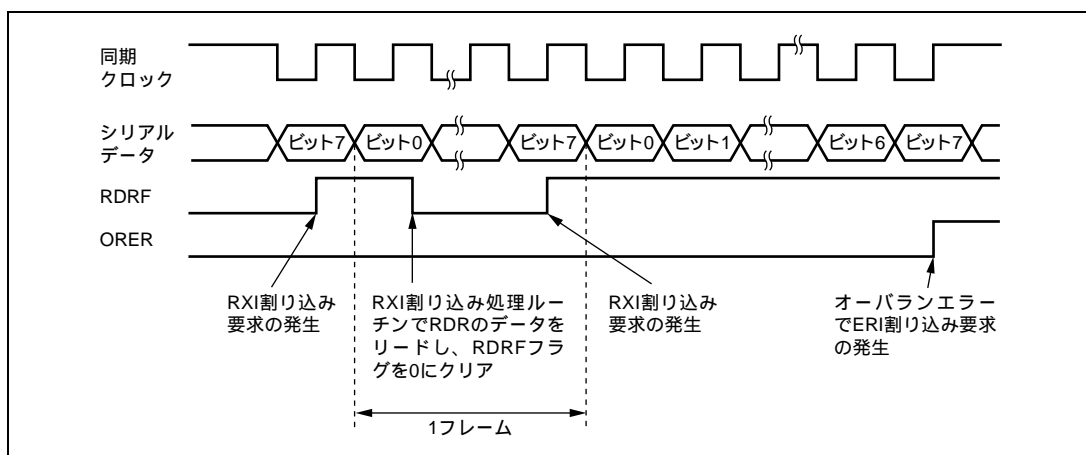 同期
クロック
シリアル
データ
ビット7 ビット0 ビット7 ビット0 ビット1 ビット6 ビット7
RDRF
ORER
RXI割り込み
要求の発生
RXI割り込み処理ルー
チンでRDRのデータを
リードし、RDRFフラ
グを0にクリア
RXI割り込み
要求の発生
オーバランエラー
でERI割り込み要求
の発生
1フレーム